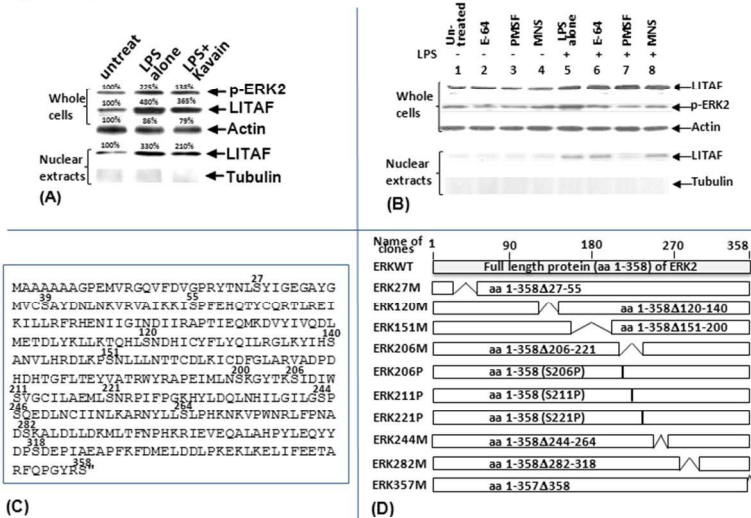 untreat
LPS alone
LPS+ Kavain
Whole cells
100% 225% 138%
p-ERK2
100% 480% 365%
LITAF
100% 86% 79%
Actin
Nuclear extracts
100% 330% 210%
LITAF
Tubulin
(A)
Un-treated
E-64
PMSF
MNS
LPS alone
E-64
PMSF
MNS
LPS - - - - + + + +
1 2 3 4 5 6 7 8
Whole cells
LITAF
p-ERK2
Actin
Nuclear extracts
LITAF
Tubulin
(B)
27
MAAAAAAGPEMVRGQVFDVGPRYTNLSYIGEGAYG
39 55
MVCSAYDNLNKVRVAIKKISPFEHQTYCQRTLREI
KILLRFRHENIIGINDIIRAPTIEQMKDVYIVQDL
120 140
METDLYKLLKTQHLSNDHICYFLYQILRGLKYIHS
151
ANVLHRDLKPSNLLLNTTCDLKICDFGLARVADPD
200 206
HDHTGFLTEYVATRWYRAPEIMLNSKGYTKSIDIW
211 221 244
SVGCILAEMLSNRPIFPGKHYLDQLNHILGILGSP
246 264
SQEDLNCIINLKARNYLLSLPHKNKVPWNRLFPNA
282
DSKALDLLDKMLTFNPHKRIEVEQALAHPYLEQYY
318
DPSDEPIAEAPFKFDMELDDLPKEKLKELIFEETA
358
RFQPGYRS"
(C)
Name of clones
1 90 180 270 358
ERKWT Full length protein (aa 1-358) of ERK2
ERK27M aa 1-358Δ27-55
ERK120M aa 1-358Δ120-140
ERK151M aa 1-358Δ151-200
ERK206M aa 1-358Δ206-221
ERK206P aa 1-358 (S206P)
ERK211P aa 1-358 (S211P)
ERK221P aa 1-358 (S221P)
ERK244M aa 1-358Δ244-264
ERK282M aa 1-358Δ282-318
ERK357M aa 1-357Δ358
(D)